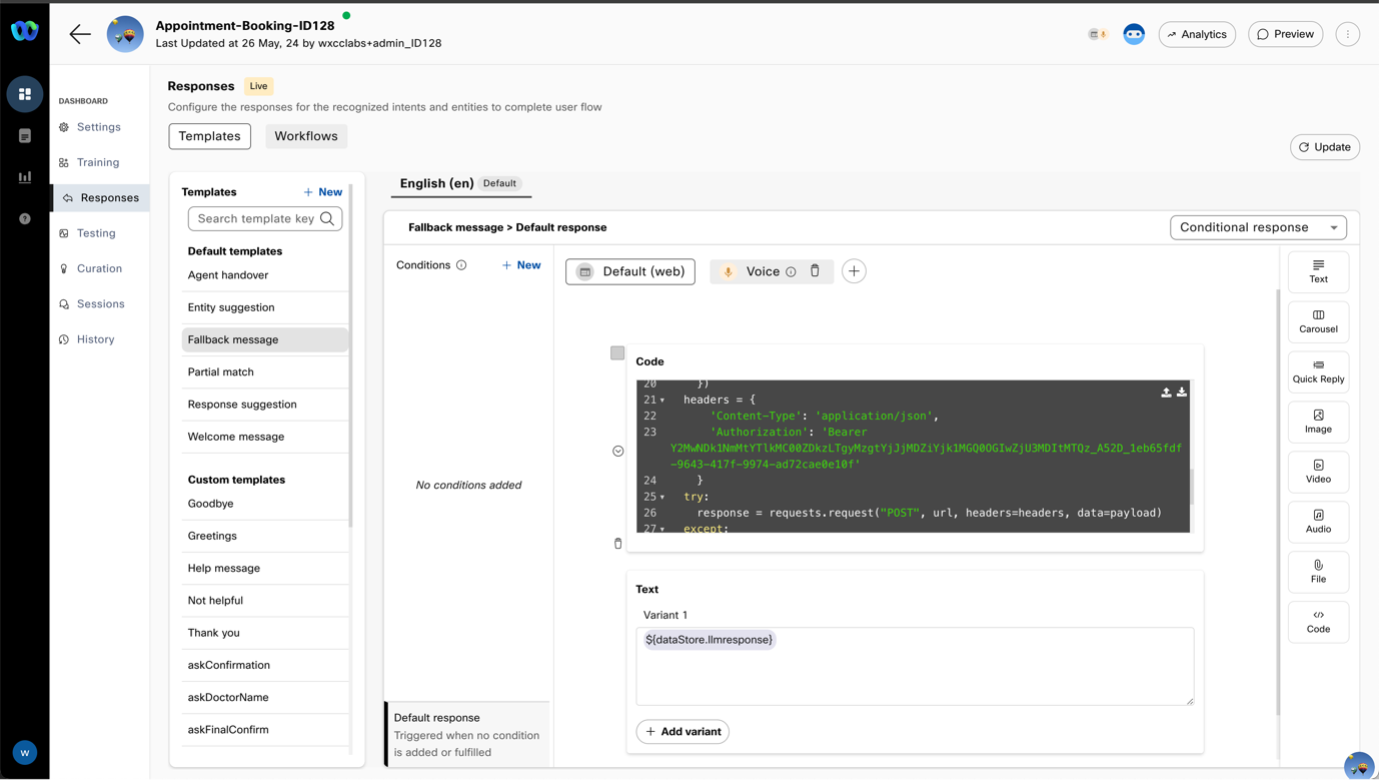 Appointment-Booking-ID128
Last Updated at 26 May, 24 by wxcclabs+admin_ID128
Analytics
Preview
DASHBOARD
Settings
Training
Responses
Testing
Curation
Sessions
History
Responses Live
Configure the responses for the recognized intents and entities to complete user flow
Templates Workflows
Update
Templates + New
Search template key
Default templates
Agent handover
Entity suggestion
Fallback message
Partial match
Response suggestion
Welcome message
Custom templates
Goodbye
Greetings
Help message
Not helpful
Thank you
askConfirmation
askDoctorName
askFinalConfirm
English (en) Default
Fallback message > Default response
Conditional response
Conditions + New
No conditions added
Default response
Triggered when no condition
is added or fulfilled
Default (web) Voice
Code
20 })
21 headers = {
22 'Content-Type': 'application/json',
23 'Authorization': 'Bearer
Y2MwNDk1NmMtYTlkMC00ZDkzLTgyMzgtYjJjMDZiYjk1MGQ0OGIwZjU3MDItMTQz_A52D_1eb65fdf
-9643-417f-9974-ad72cae0e10f'
24 }
25 try:
26 response = requests.request("POST", url, headers=headers, data=payload)
27 except:
Text
Variant 1
${dataStore.llmresponse}
+ Add variant
Text
Carousel
Quick Reply
Image
Video
Audio
File
Code
W